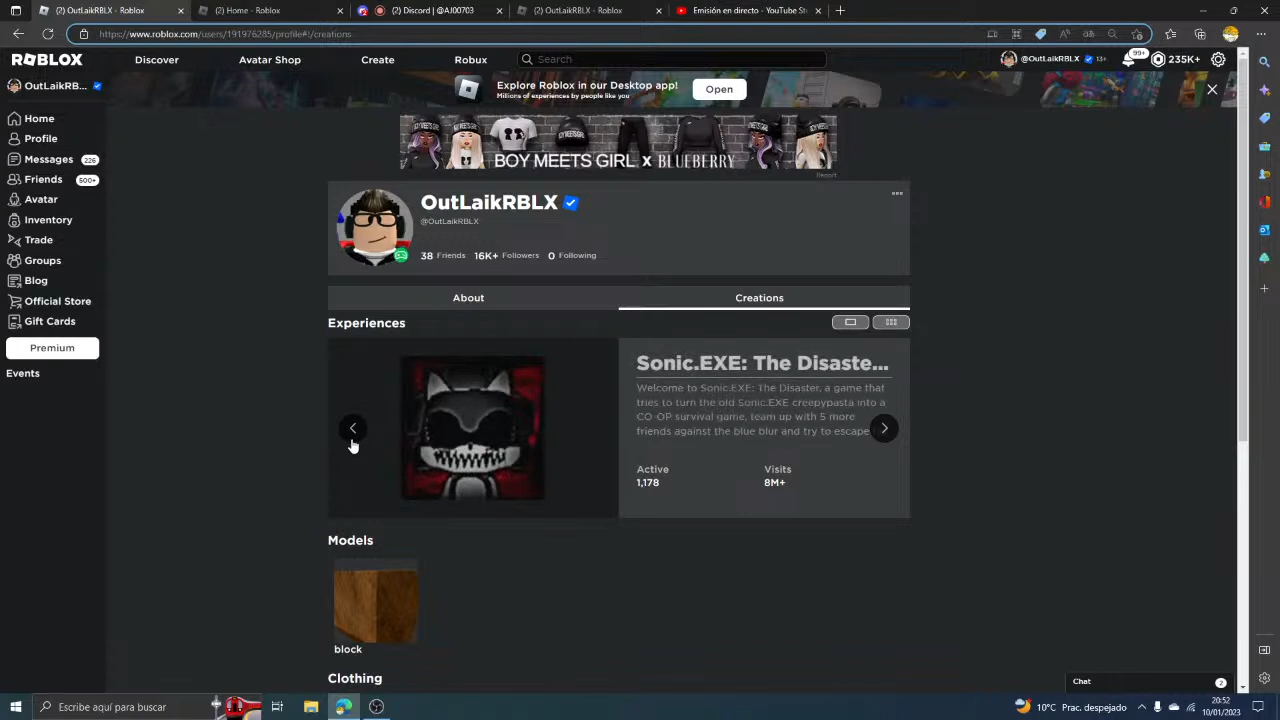 (2) OutLaikRBLX - Roblox
(2) Home - Roblox
(2) Discord | @AJ00703
(2) OutLaikRBLX - Roblox
Emisión en directo - YouTube St
https://www.roblox.com/users/191976285/profile#!/creations
ROBLOX
Discover
Avatar Shop
Create
Robux
Search
@OutLaikRBLX
13+
99+
235K+
OutLaikRB...
Explore Roblox in our Desktop app!
Millions of experiences by people like you
Open
Home
Profile
Messages 226
Friends 500+
Avatar
Inventory
Trade
Groups
Blog
Official Store
Gift Cards
Premium
Events
BOY MEETS GIRL x BLUEBERRY
Report
OutLaikRBLX
@OutLaikRBLX
38 Friends 16K+ Followers 0 Following
About
Creations
Experiences
Sonic.EXE: The Disaste...
Welcome to Sonic.EXE: The Disaster, a game that
tries to turn the old Sonic.EXE creepypasta into a
CO-OP survival game, team up with 5 more
friends against the blue blur and try to escape
Active
1,178
Visits
8M+
Models
block
Clothing
Chat
2
Escribe aquí para buscar
10°C Prac. despejado
20:52
10/01/2023